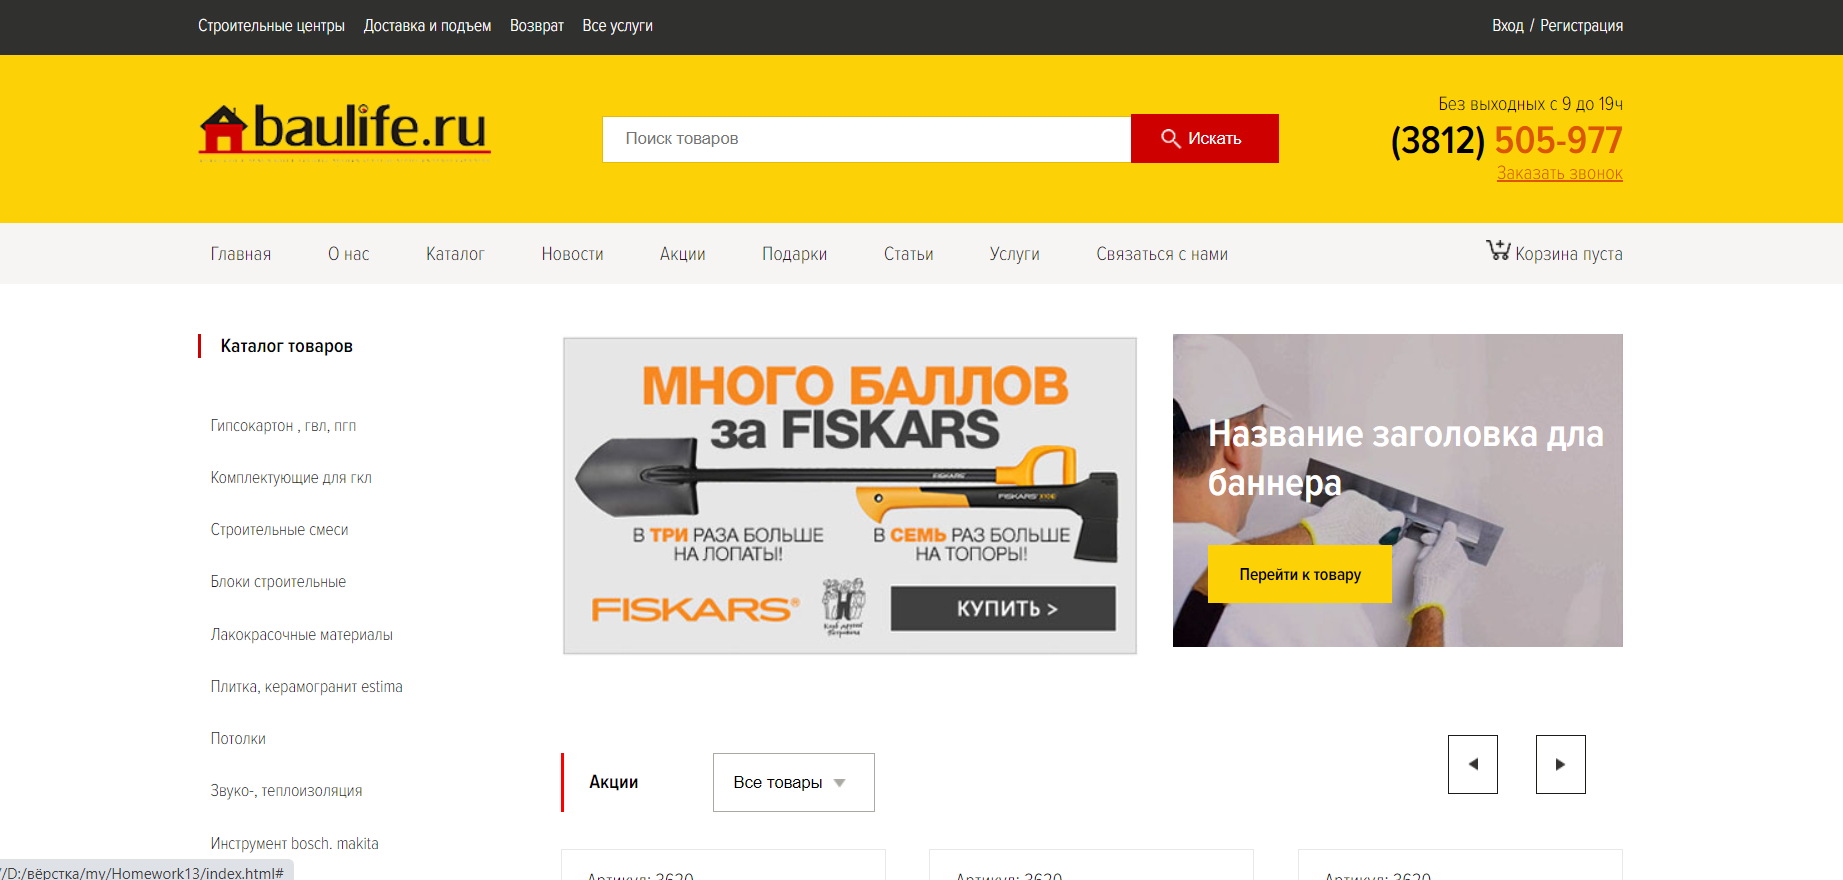 Строительные центры Доставка и подъем Возврат Все услуги Вход / Регистрация
baulife.ru
Поиск товаров Искать
Без выходных с 9 до 19ч
(3812) 505-977
Заказать звонок
Главная О нас Каталог Новости Акции Подарки Статьи Услуги Связаться с нами Корзина пуста
Каталог товаров
Гипсокартон , гвл, пгп
Комплектующие для гкл
Строительные смеси
Блоки строительные
Лакокрасочные материалы
Плитка, керамогранит estima
Потолки
Звуко-, теплоизоляция
Инструмент bosch. makita
МНОГО БАЛЛОВ
за FISKARS
FISKARS
FISKARS
В ТРИ РАЗА БОЛЬШЕ
НА ЛОПАТЫ!
В СЕМЬ РАЗ БОЛЬШЕ
НА ТОПОРЫ!
FISKARS®
КУПИТЬ >
Название заголовка дла
баннера
Перейти к товару
Акции Все товары
Артикул: 3620 Артикул: 3620 Артикул: 3620
/D:/вёрстка/my/Homework13/index.html#